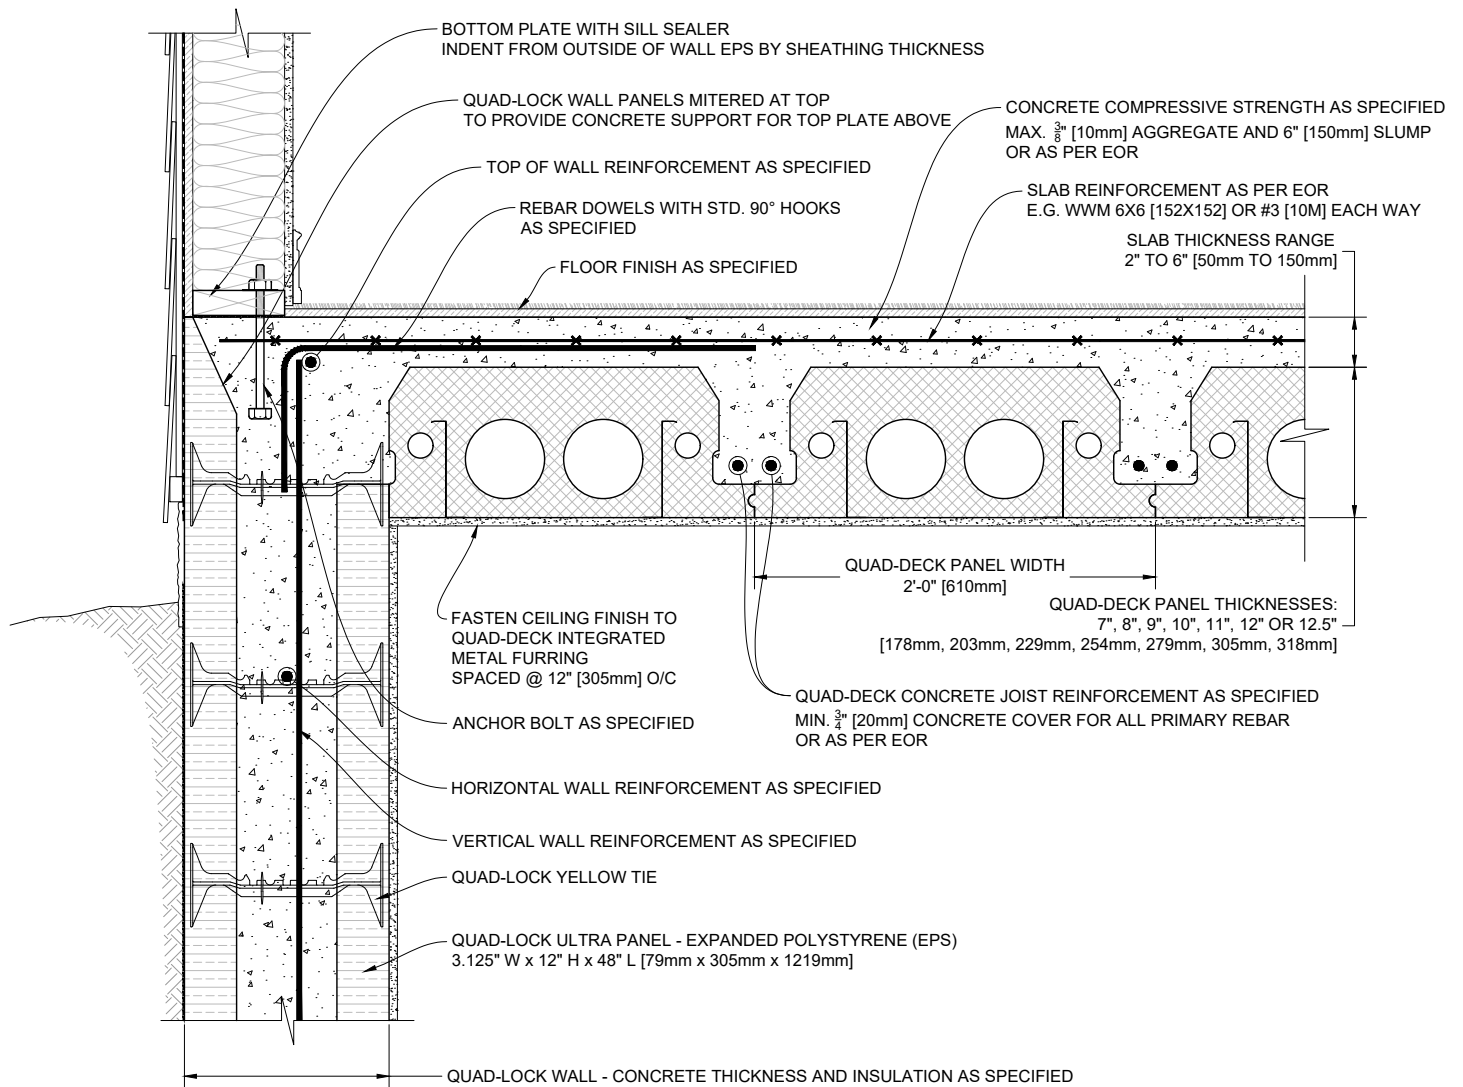 BOTTOM PLATE WITH SILL SEALER
INDENT FROM OUTSIDE OF WALL EPS BY SHEATHING THICKNESS
QUAD-LOCK WALL PANELS MITERED AT TOP
TO PROVIDE CONCRETE SUPPORT FOR TOP PLATE ABOVE
TOP OF WALL REINFORCEMENT AS SPECIFIED
REBAR DOWELS WITH STD. 90° HOOKS
AS SPECIFIED
FLOOR FINISH AS SPECIFIED
CONCRETE COMPRESSIVE STRENGTH AS SPECIFIED
MAX. 3/8" [10mm] AGGREGATE AND 6" [150mm] SLUMP
OR AS PER EOR
SLAB REINFORCEMENT AS PER EOR
E.G. WWM 6X6 [152X152] OR #3 [10M] EACH WAY
SLAB THICKNESS RANGE
2" TO 6" [50mm TO 150mm]
QUAD-DECK PANEL WIDTH
2'-0" [610mm]
QUAD-DECK PANEL THICKNESSES:
7", 8", 9", 10", 11", 12" OR 12.5"
[178mm, 203mm, 229mm, 254mm, 279mm, 305mm, 318mm]
FASTEN CEILING FINISH TO
QUAD-DECK INTEGRATED
METAL FURRING
SPACED @ 12" [305mm] O/C
QUAD-DECK CONCRETE JOIST REINFORCEMENT AS SPECIFIED
MIN. 3/4" [20mm] CONCRETE COVER FOR ALL PRIMARY REBAR
OR AS PER EOR
ANCHOR BOLT AS SPECIFIED
HORIZONTAL WALL REINFORCEMENT AS SPECIFIED
VERTICAL WALL REINFORCEMENT AS SPECIFIED
QUAD-LOCK YELLOW TIE
QUAD-LOCK ULTRA PANEL - EXPANDED POLYSTYRENE (EPS)
3.125" W x 12" H x 48" L [79mm x 305mm x 1219mm]
QUAD-LOCK WALL - CONCRETE THICKNESS AND INSULATION AS SPECIFIED